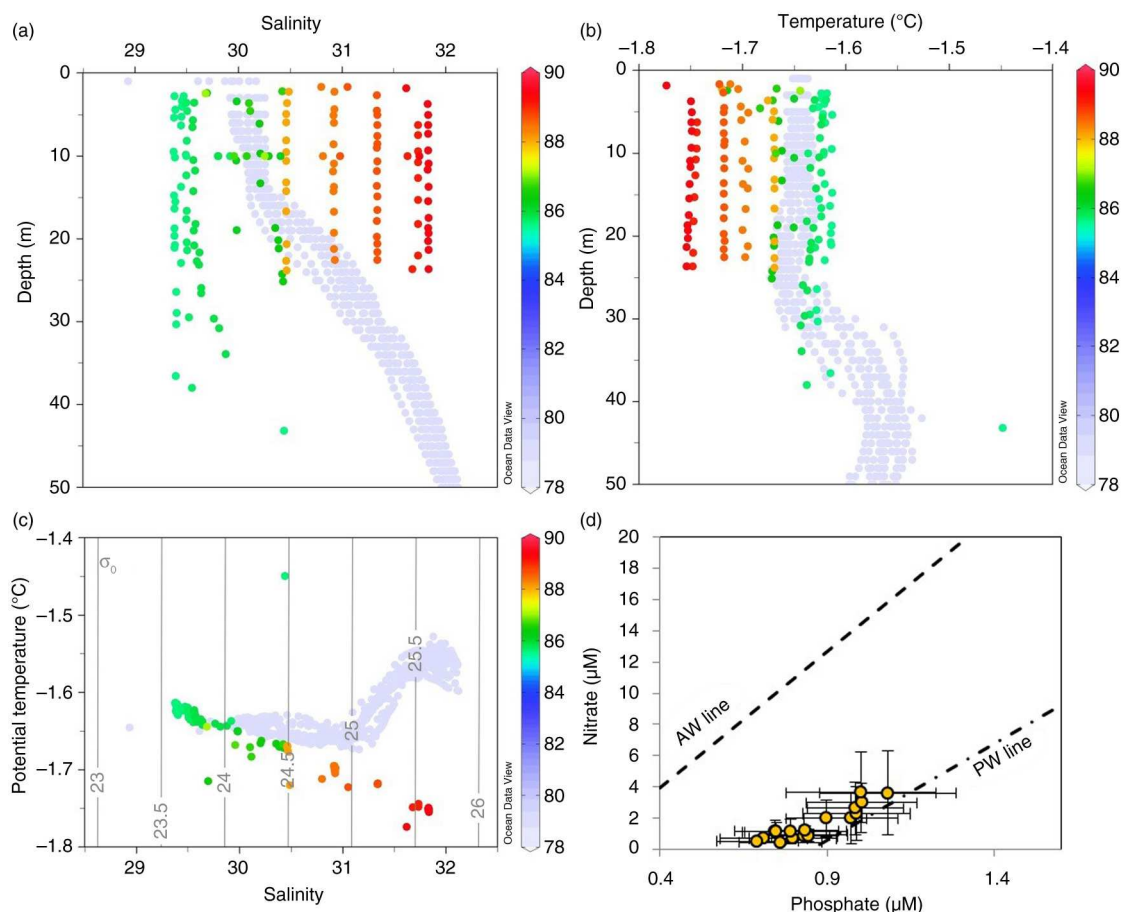 (a)
Salinity
29 30 31 32
0
10
20
30
40
50
Depth (m)
90
88
86
84
82
80
78
Ocean Data View
(b)
Temperature (°C)
−1.8 −1.7 −1.6 −1.5 −1.4
0
10
20
30
40
50
Depth (m)
90
88
86
84
82
80
78
Ocean Data View
(c)
−1.4
−1.5
−1.6
−1.7
−1.8
Potential temperature (°C)
σ₀
23
23.5
24
24.5
25
25.5
26
29 30 31 32
Salinity
90
88
86
84
82
80
78
(d)
20
18
16
14
12
10
8
6
4
2
0
Nitrate (µM)
AW line
PW line
0.4 0.9 1.4
Phosphate (µM)